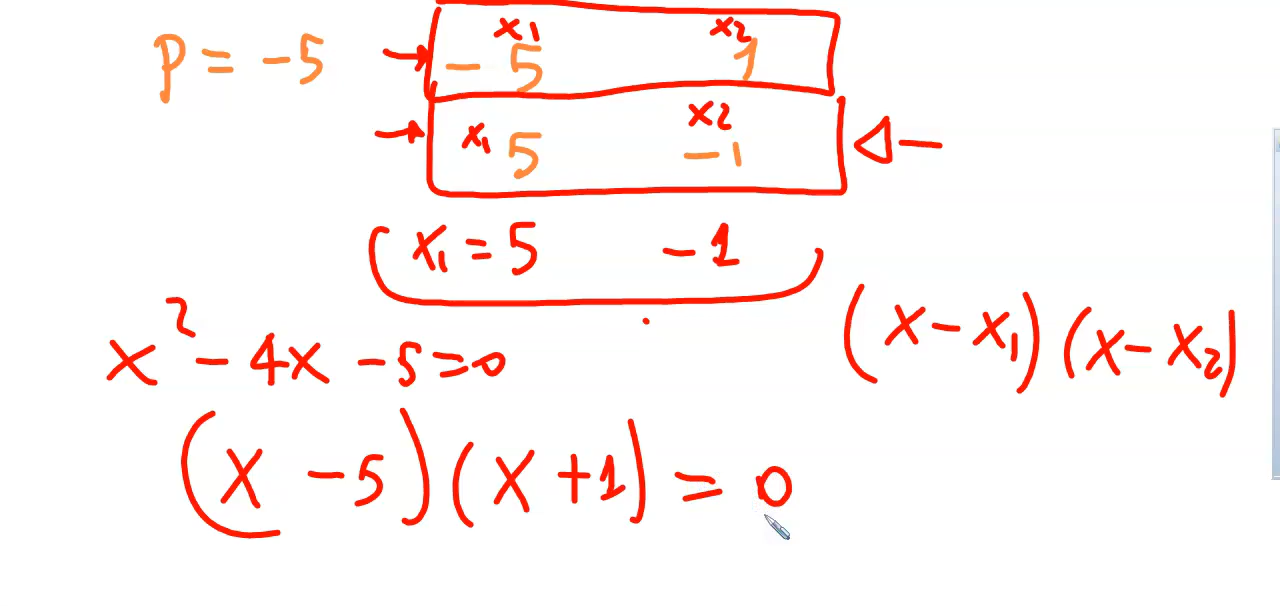 x1 x2
P = -5 - 5 1
x1 5 x2 -1
x1 = 5 -1
x² - 4x - 5 = 0 (x - x1) (x - x2)
(x - 5) (x + 1) = 0